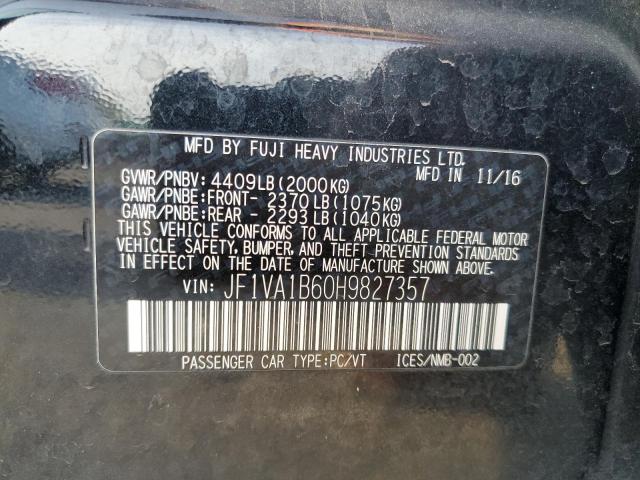 MFD BY FUJI HEAVY INDUSTRIES LTD.
MFD IN 11/16
GVWR/PNBV: 4409LB(2000KG)
GAWR/PNBE:FRONT- 2370LB(1075KG)
GAWR/PNBE:REAR - 2293LB(1040KG)
THIS VEHICLE CONFORMS TO ALL APPLICABLE FEDERAL MOTOR
VEHICLE SAFETY, BUMPER, AND THEFT PREVENTION STANDARDS
IN EFFECT ON THE DATE OF MANUFACTURE SHOWN ABOVE.
VIN: JF1VA1B60H9827357
PASSENGER CAR TYPE:PC/VT ICES/NMB-002